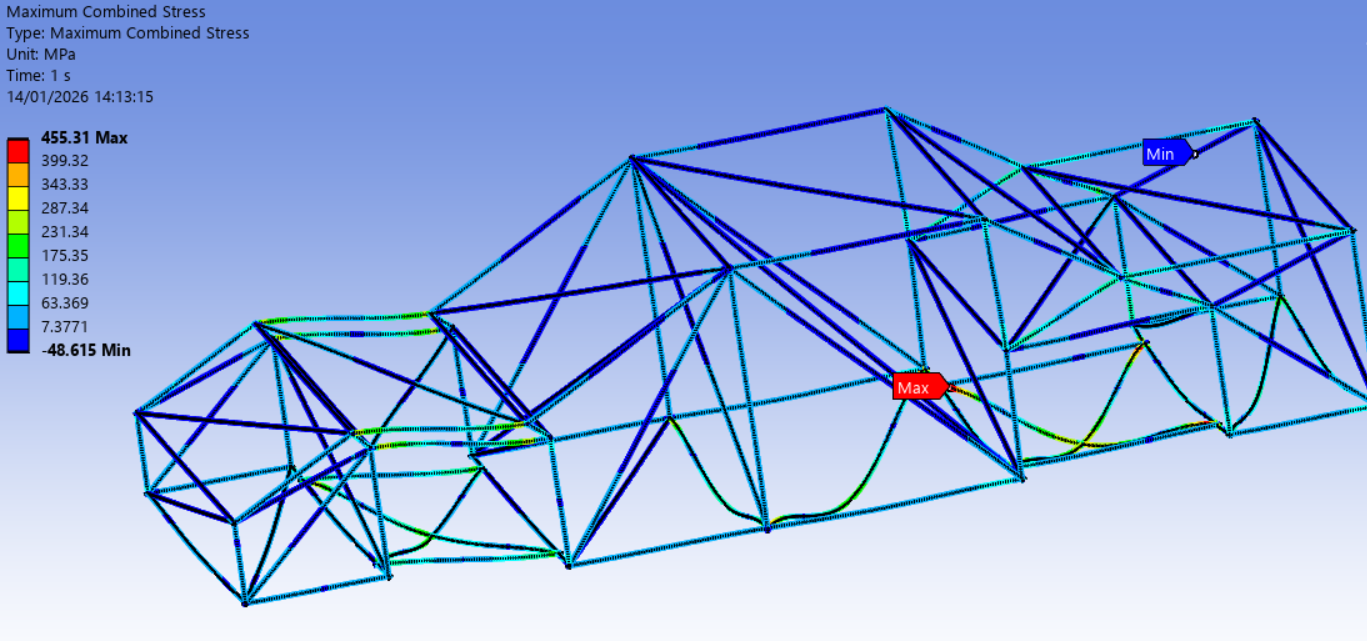 Maximum Combined Stress
Type: Maximum Combined Stress
Unit: MPa
Time: 1 s
14/01/2026 14:13:15
455.31 Max
399.32
343.33
287.34
231.34
175.35
119.36
63.369
7.3771
-48.615 Min
Min
Max